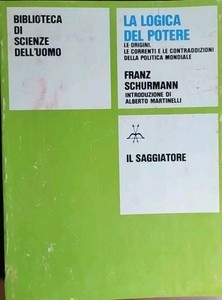 BIBLIOTECA
DI
SCIENZE
DELL'UOMO
LA LOGICA
DEL POTERE
LE ORIGINI,
LE CORRENTI E LE CONTRADDIZIONI
DELLA POLITICA MONDIALE
FRANZ
SCHURMANN
INTRODUZIONE DI
ALBERTO MARTINELLI
IL SAGGIATORE